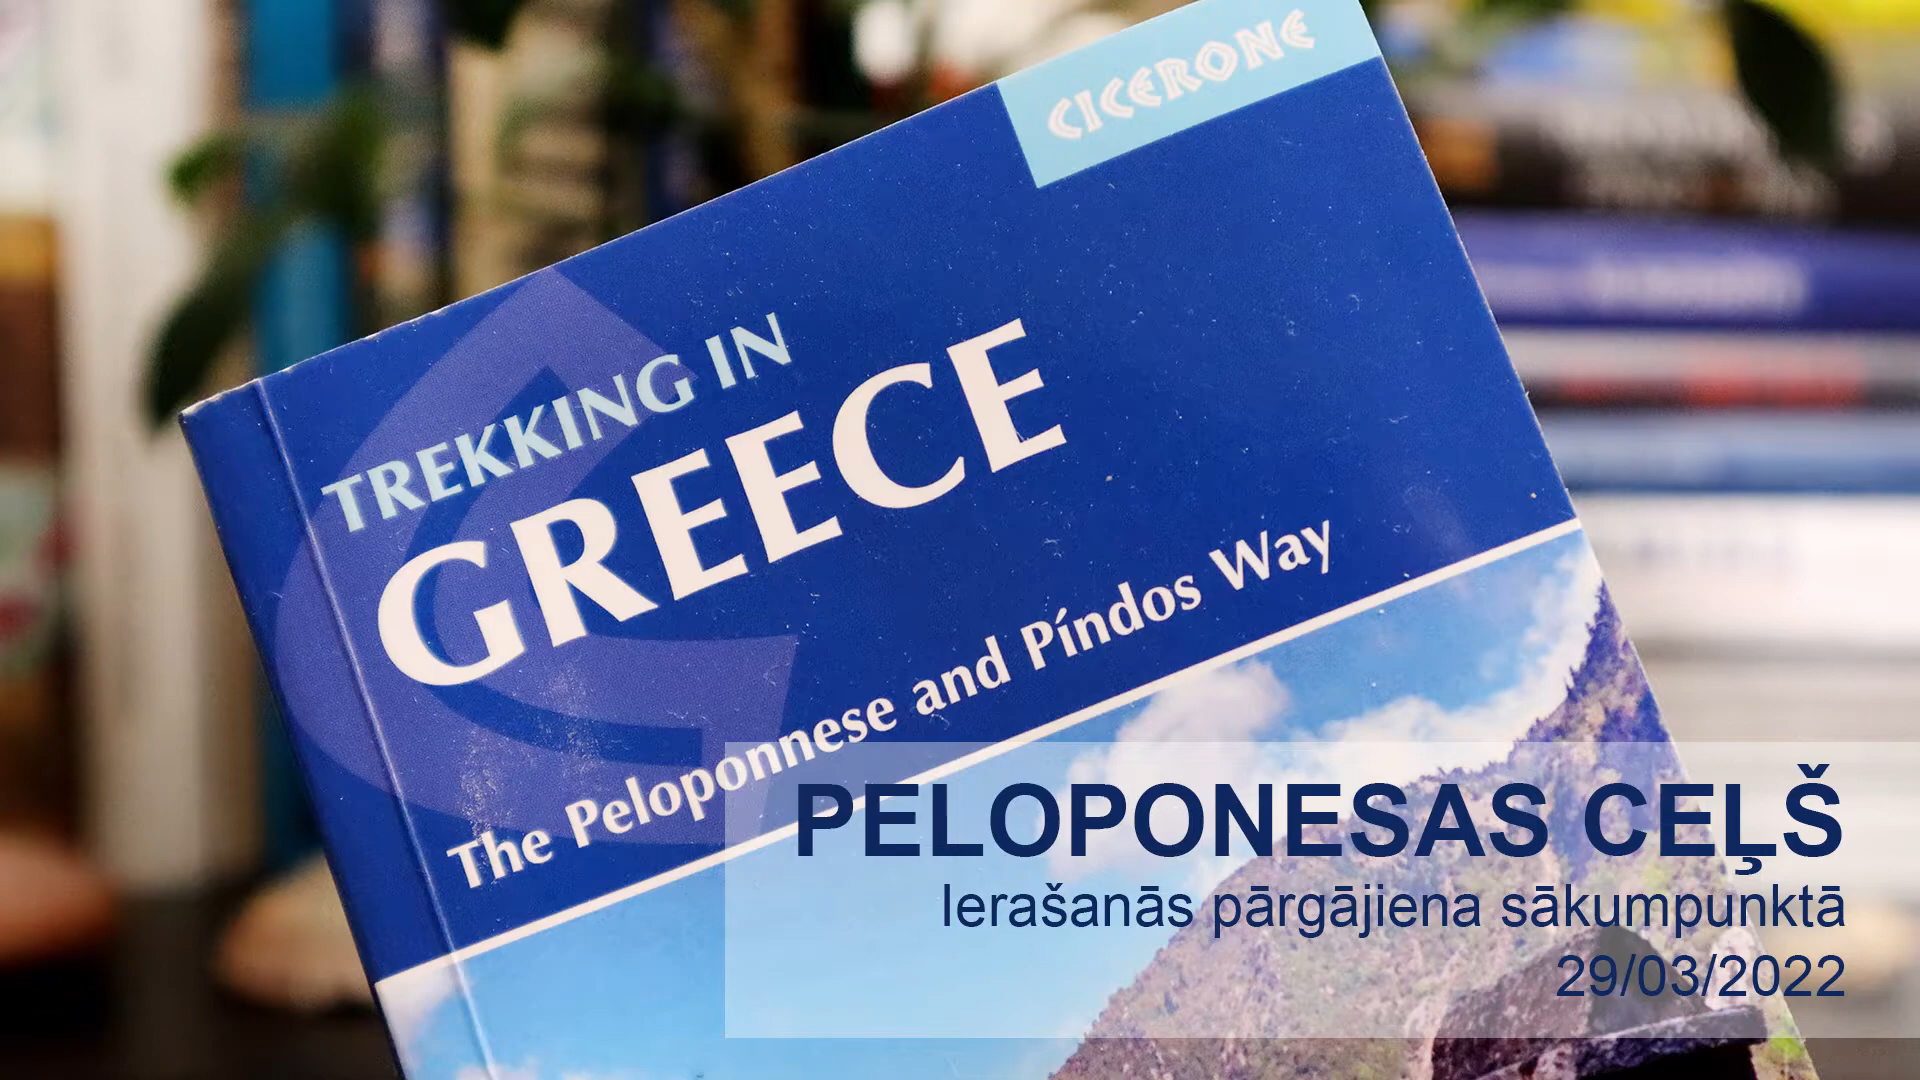 CICERONE
TREKKING IN
GREECE
The Peloponnese and Píndos Way
PELOPONESAS CEĻŠ
Ierašanās pārgājiena sākumpunktā
29/03/2022